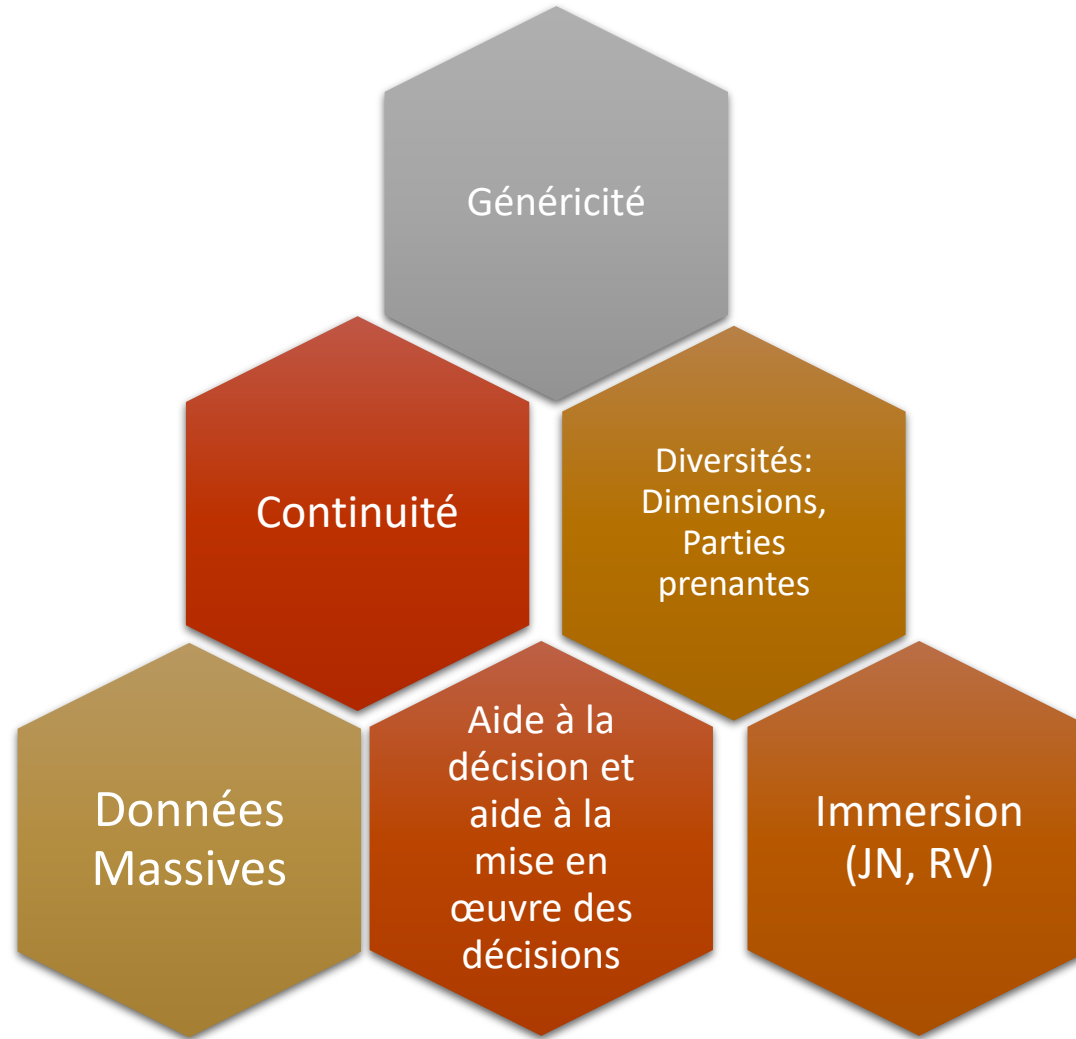 Généricité
Continuité
Diversités:
Dimensions,
Parties
prenantes
Données
Massives
Aide à la
décision et
aide à la
mise en
œuvre des
décisions
Immersion
(JN, RV)